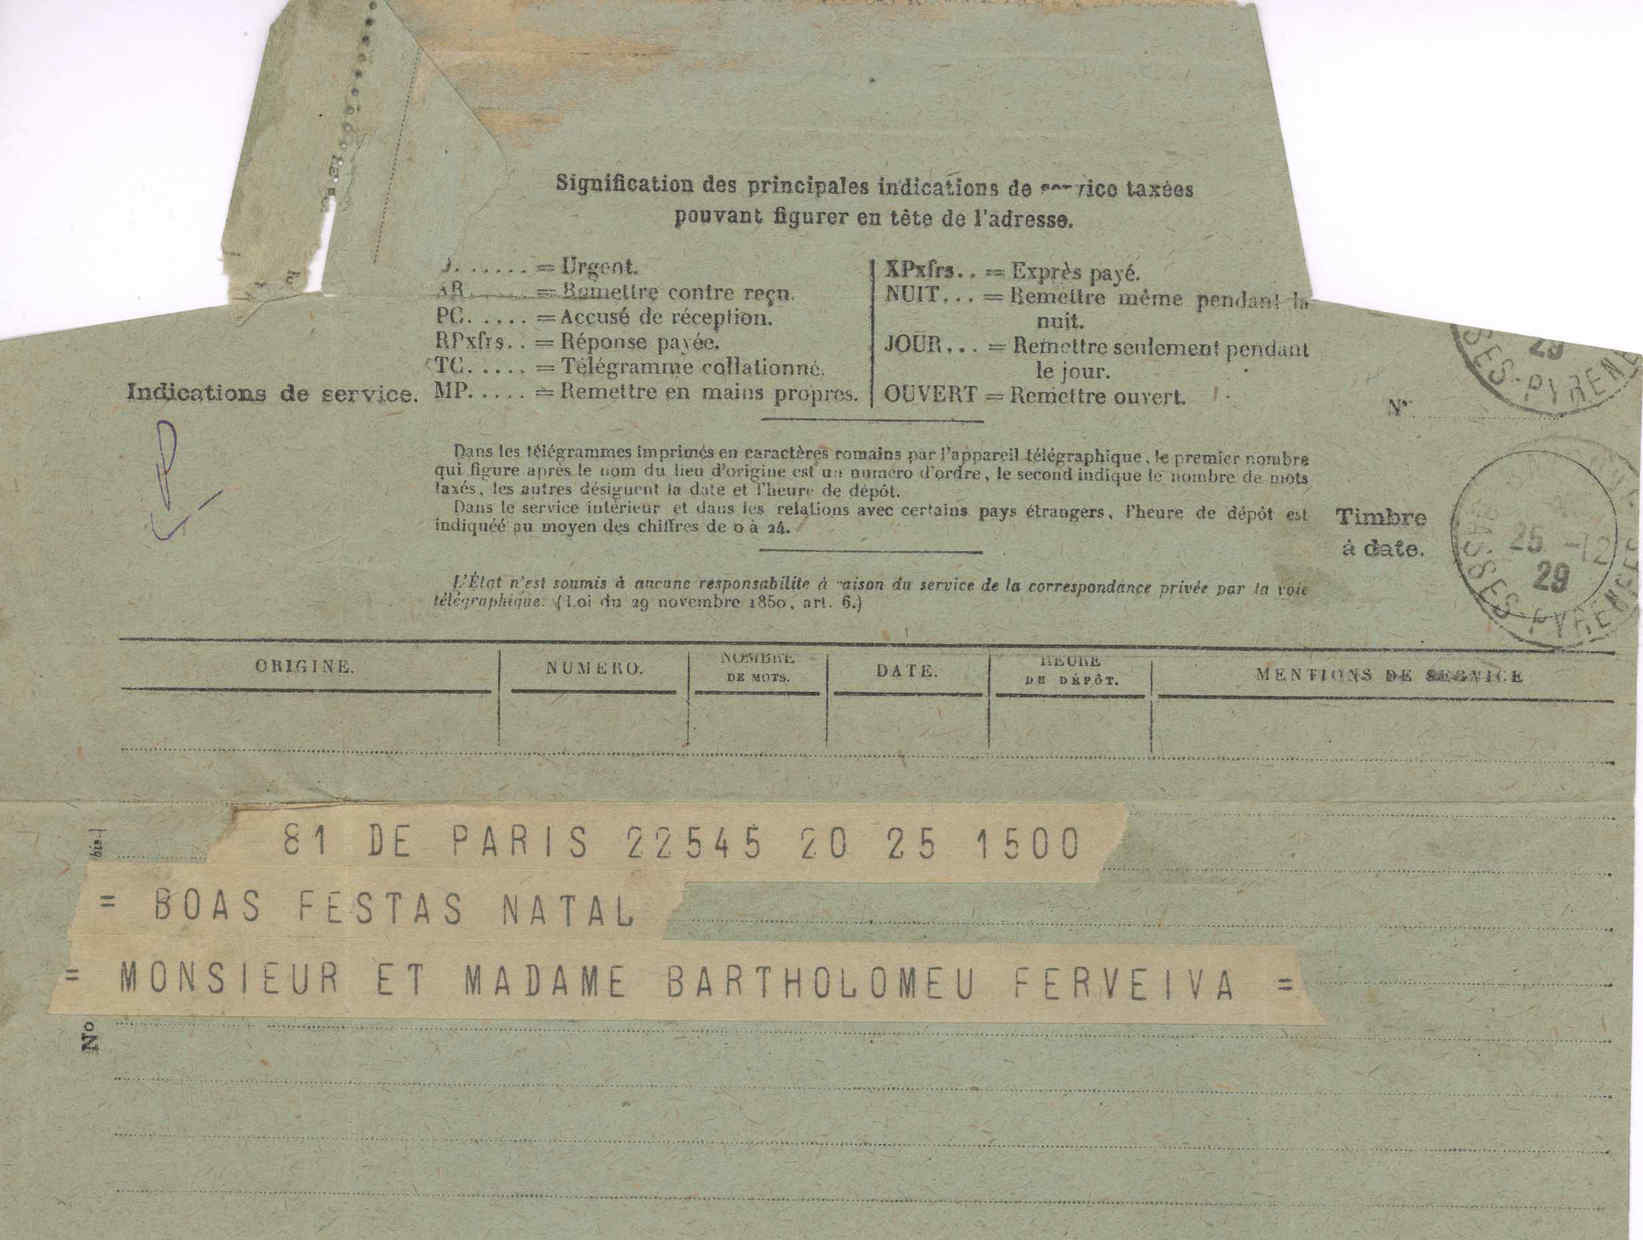 Signification des principales indications de service taxées
pouvant figurer en tête de l'adresse.
. . . . . . . = Urgent.
AR. . . . . . = Remettre contre reçu.
PC. . . . . . = Accusé de réception.
RPxfrs. . = Réponse payée.
TC. . . . . . = Télégramme collationné.
MP. . . . . . = Remettre en mains propres.
XPxfrs. . = Exprès payé.
NUIT. . . = Remettre même pendant la
nuit.
JOUR. . . = Remettre seulement pendant
le jour.
OUVERT = Remettre ouvert.
Indications de service.
N°
Dans les télégrammes imprimés en caractères romains par l'appareil télégraphique, le premier nombre
qui figure après le nom du lieu d'origine est un numéro d'ordre, le second indique le nombre de mots
taxés, les autres désignent la date et l'heure de dépôt.
Dans le service intérieur et dans les relations avec certains pays étrangers, l'heure de dépôt est
indiquéé au moyen des chiffres de 0 à 24.
Timbre
à date.
25 -12
29
BASSES-PYRENEES
29
SES-PYRENE
L'État n'est soumis à aucune responsabilité à raison du service de la correspondance privée par la voie
télégraphique. (Loi du 29 novembre 1850, art. 6.)
ORIGINE. NUMERO. NOMBRE DE MOTS. DATE. HEURE DE DÉPÔT. MENTIONS DE SERVICE
81 DE PARIS 22545 20 25 1500
= BOAS FESTAS NATAL
= MONSIEUR ET MADAME BARTHOLOMEU FERVEIVA =
No